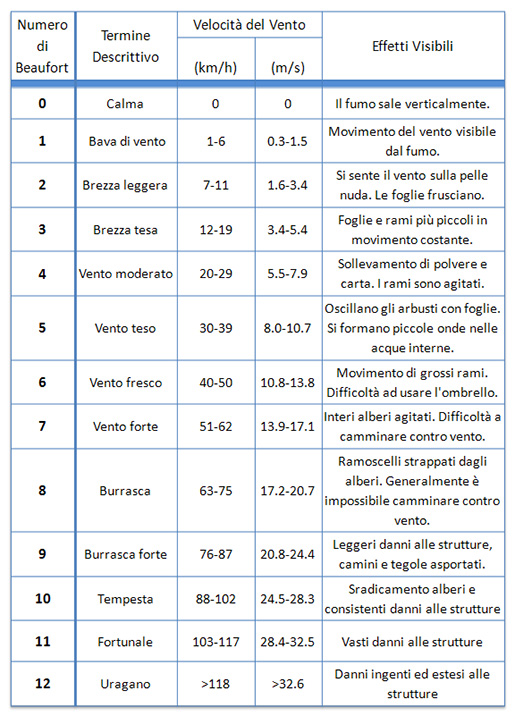 Numero di Beaufort | Termine Descrittivo | Velocità del Vento | Effetti Visibili
(km/h) | (m/s)
0 | Calma | 0 | 0 | Il fumo sale verticalmente.
1 | Bava di vento | 1-6 | 0.3-1.5 | Movimento del vento visibile dal fumo.
2 | Brezza leggera | 7-11 | 1.6-3.4 | Si sente il vento sulla pelle nuda. Le foglie frusciano.
3 | Brezza tesa | 12-19 | 3.4-5.4 | Foglie e rami più piccoli in movimento costante.
4 | Vento moderato | 20-29 | 5.5-7.9 | Sollevamento di polvere e carta. I rami sono agitati.
5 | Vento teso | 30-39 | 8.0-10.7 | Oscillano gli arbusti con foglie. Si formano piccole onde nelle acque interne.
6 | Vento fresco | 40-50 | 10.8-13.8 | Movimento di grossi rami. Difficoltà ad usare l'ombrello.
7 | Vento forte | 51-62 | 13.9-17.1 | Interi alberi agitati. Difficoltà a camminare contro vento.
8 | Burrasca | 63-75 | 17.2-20.7 | Ramoscelli strappati dagli alberi. Generalmente è impossibile camminare contro vento.
9 | Burrasca forte | 76-87 | 20.8-24.4 | Leggeri danni alle strutture, camini e tegole asportati.
10 | Tempesta | 88-102 | 24.5-28.3 | Sradicamento alberi e consistenti danni alle strutture
11 | Fortunale | 103-117 | 28.4-32.5 | Vasti danni alle strutture
12 | Uragano | >118 | >32.6 | Danni ingenti ed estesi alle strutture